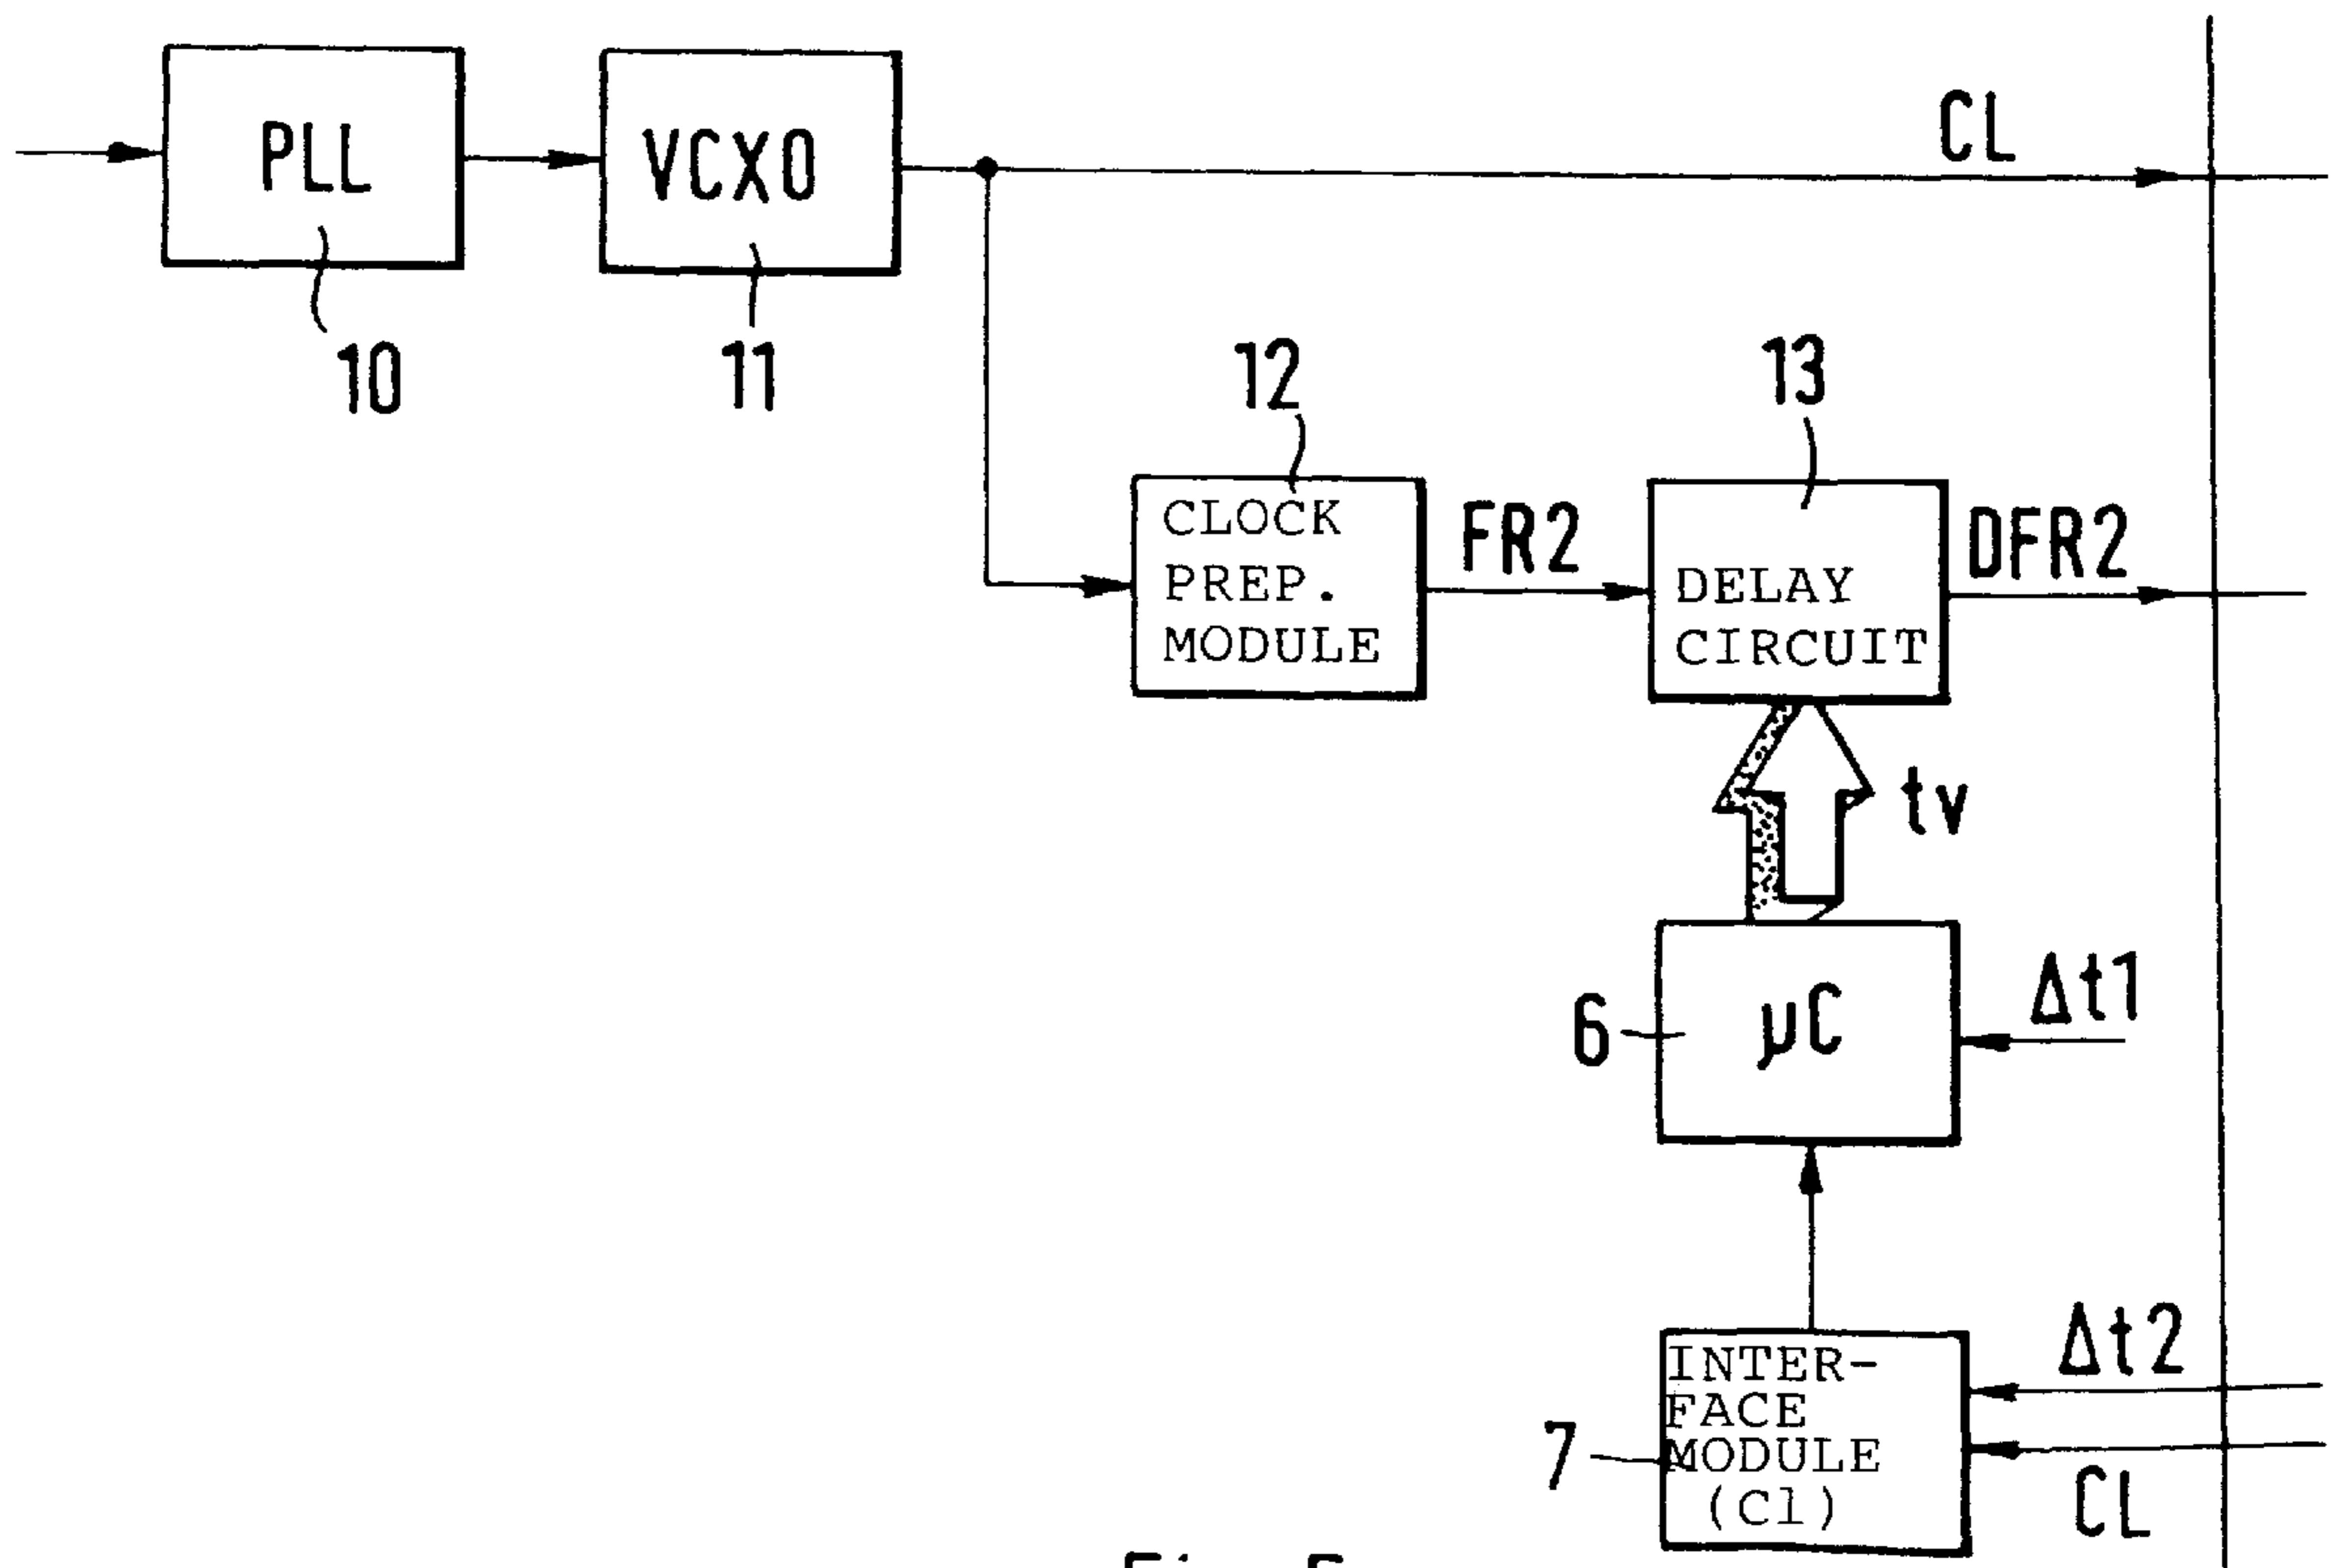 CL
PLL
VCXO
10
11
12
13
CLOCK
PREP.
MODULE
FR2
DELAY
CIRCUIT
DFR2
tv
6
µC
Δt1
INTER-
FACE
MODULE
(Cl)
7
Δt2
CL